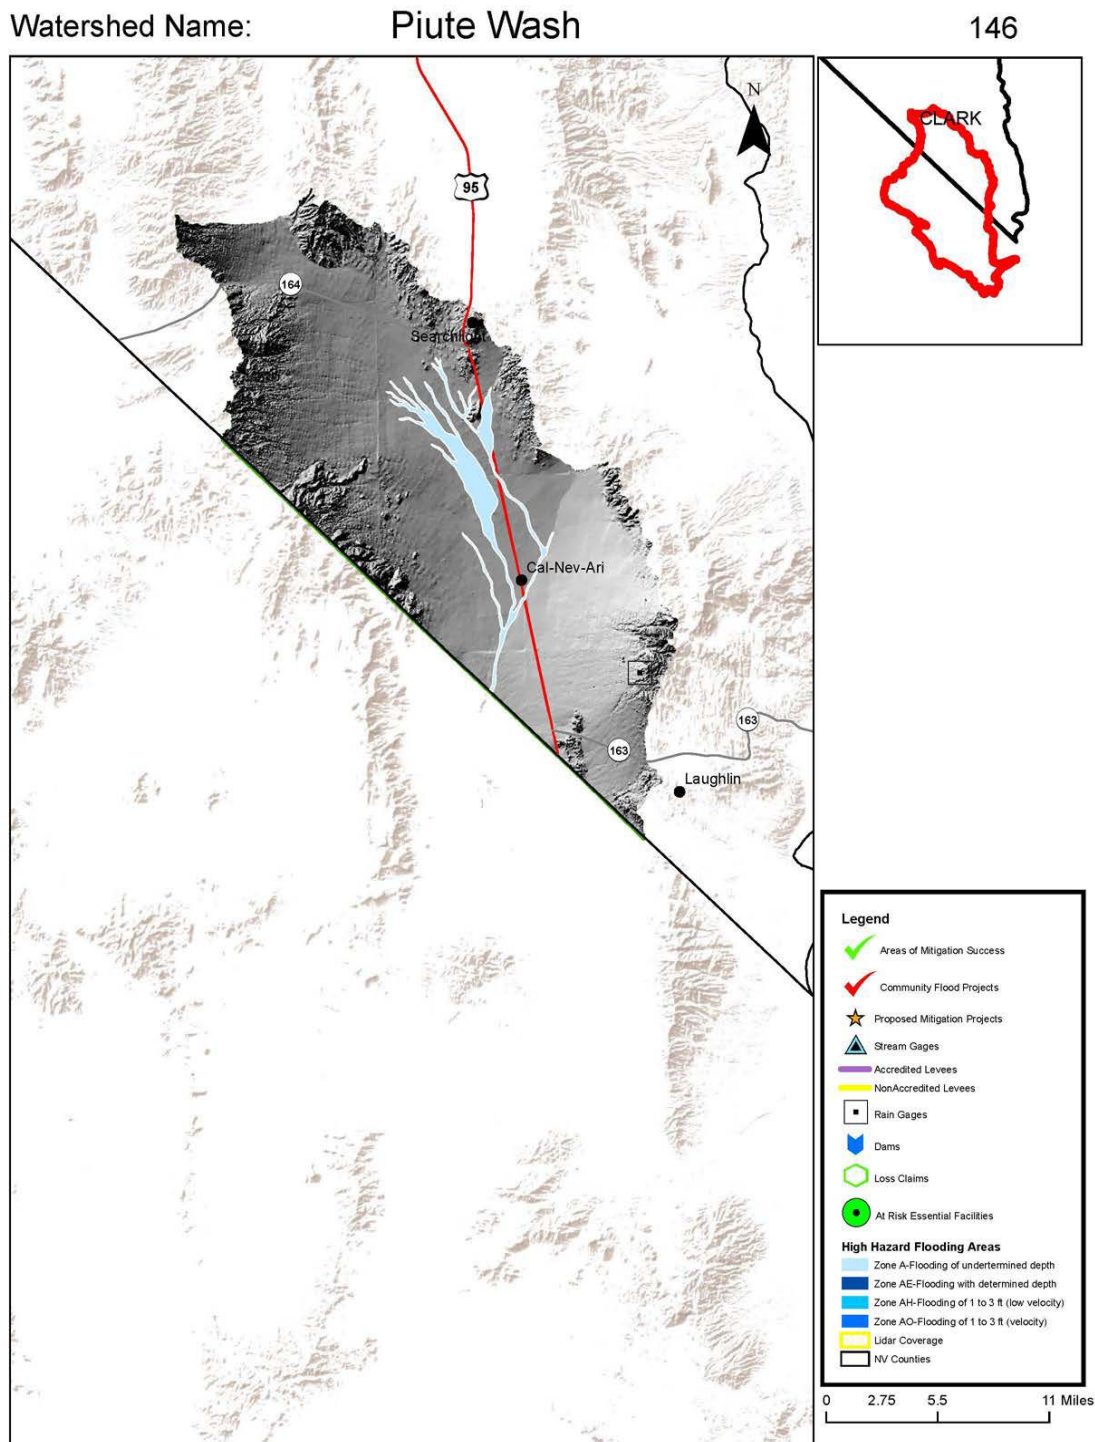 Watershed Name: Piute Wash 146
N
CLARK
95
164
Searchlight
Cal-Nev-Ari
163
163
Laughlin
Legend
Areas of Mitigation Success
Community Flood Projects
Proposed Mitigation Projects
Stream Gages
Accredited Levees
NonAccredited Levees
Rain Gages
Dams
Loss Claims
At Risk Essential Facilities
High Hazard Flooding Areas
Zone A-Flooding of undertermined depth
Zone AE-Flooding with determined depth
Zone AH-Flooding of 1 to 3 ft (low velocity)
Zone AO-Flooding of 1 to 3 ft (velocity)
Lidar Coverage
NV Counties
0 2.75 5.5 11 Miles